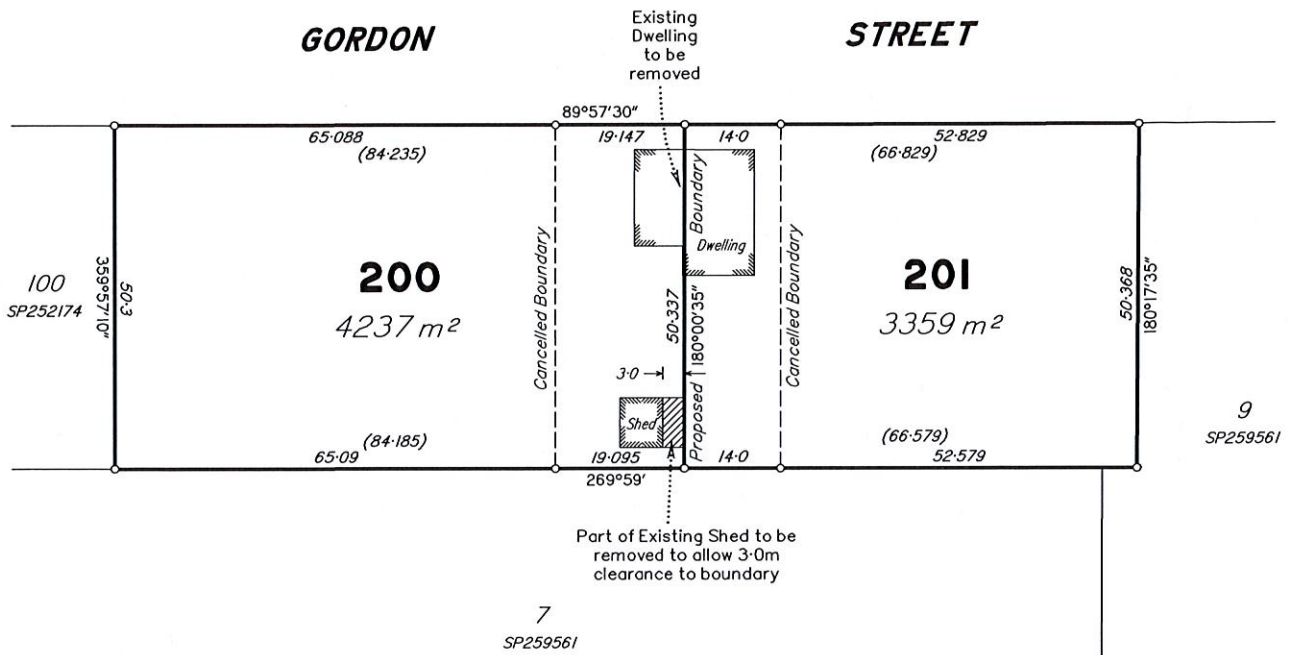 GORDON STREET
Existing
Dwelling
to be
removed
89°57'30"
65·088
(84·235)
19·147
14·0
52·829
(66·829)
Boundary
Dwelling
Cancelled Boundary
Cancelled Boundary
100
SP252174
359°57'10"
50·3
200
4237 m²
50·337
180°00'35"
Proposed
201
3359 m²
50·368
180°17'35"
3·0
Shed
9
SP259561
(84·185)
65·09
19·095
14·0
(66·579)
52·579
269°59'
Part of Existing Shed to be
removed to allow 3·0m
clearance to boundary
7
SP259561